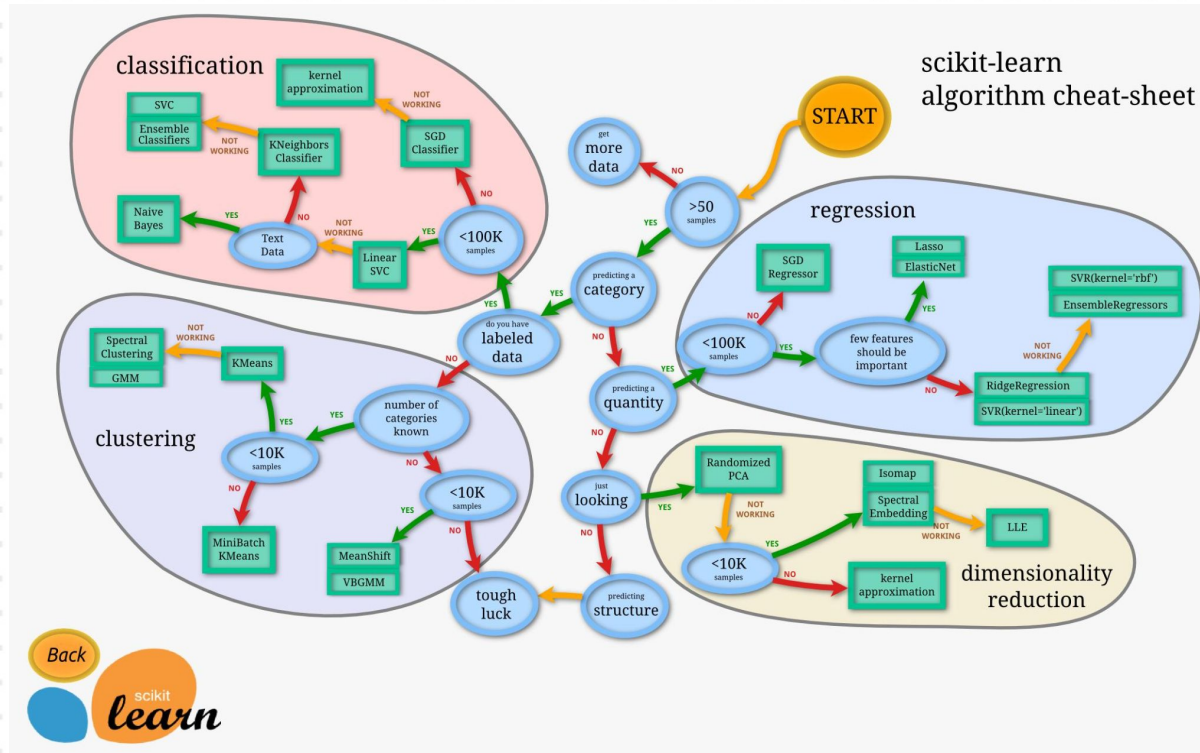 scikit-learn
algorithm cheat-sheet
START
classification
kernel
approximation
NOT
WORKING
SVC
Ensemble
Classifiers
NOT
WORKING
KNeighbors
Classifier
SGD
Classifier
NO
Naive
Bayes
YES
Text
Data
NO
NOT
WORKING
Linear
SVC
YES
<100K
samples
YES
get
more
data
NO
>50
samples
YES
predicting a
category
YES
NO
do you have
labeled
data
NO
predicting a
quantity
YES
NO
just
looking
YES
NO
predicting
structure
tough
luck
regression
SGD
Regressor
NO
<100K
samples
YES
Lasso
ElasticNet
YES
few features
should be
important
NO
SVR(kernel='rbf')
EnsembleRegressors
NOT
WORKING
RidgeRegression
SVR(kernel='linear')
clustering
Spectral
Clustering
GMM
NOT
WORKING
KMeans
YES
<10K
samples
NO
MiniBatch
KMeans
YES
number of
categories
known
NO
<10K
samples
YES
NO
MeanShift
VBGMM
dimensionality
reduction
Randomized
PCA
NOT
WORKING
<10K
samples
YES
NO
Isomap
Spectral
Embedding
NOT
WORKING
LLE
kernel
approximation
Back
scikit
learn